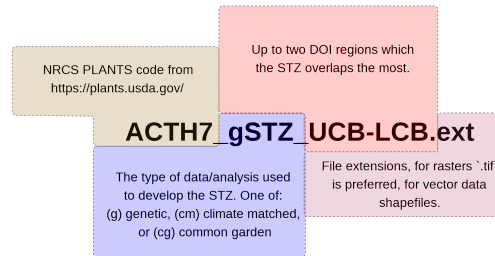 NRCS PLANTS code from
https://plants.usda.gov/
Up to two DOI regions which
the STZ overlaps the most.
ACTH7_gSTZ_UCB-LCB.ext
The type of data/analysis used
to develop the STZ. One of:
(g) genetic, (cm) climate matched,
or (cg) common garden
File extensions, for rasters `.tif
is preferred, for vector data
shapefiles.